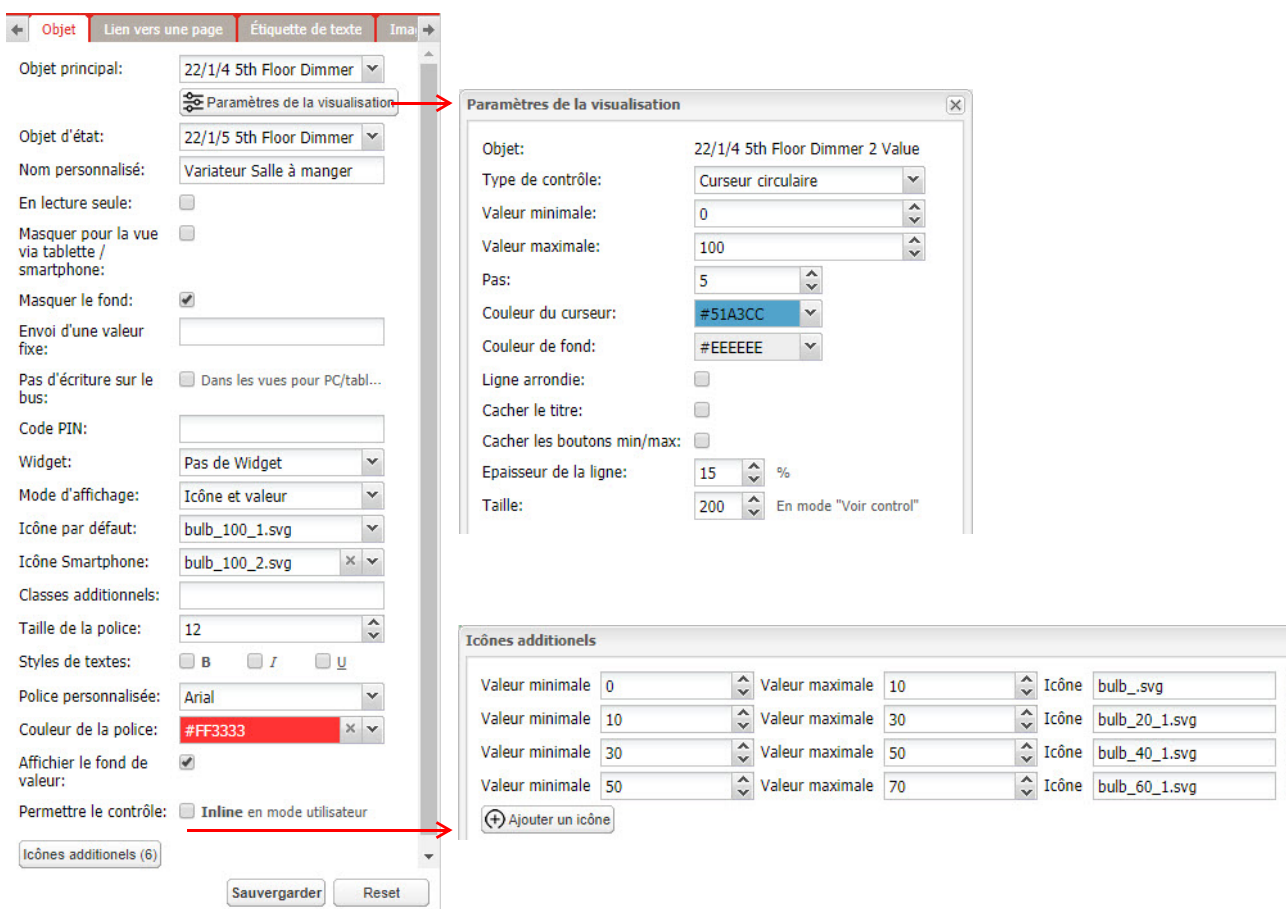 Objet Lien vers une page Étiquette de texte Ima
Objet principal: 22/1/4 5th Floor Dimmer
Paramètres de la visualisation
Objet d'état: 22/1/5 5th Floor Dimmer
Nom personnalisé: Variateur Salle à manger
En lecture seule:
Masquer pour la vue
via tablette /
smartphone:
Masquer le fond:
Envoi d'une valeur
fixe:
Pas d'écriture sur le Dans les vues pour PC/tabl...
bus:
Code PIN:
Widget: Pas de Widget
Mode d'affichage: Icône et valeur
Icône par défaut: bulb_100_1.svg
Icône Smartphone: bulb_100_2.svg
Classes additionnels:
Taille de la police: 12
Styles de textes: B I U
Police personnalisée: Arial
Couleur de la police: #FF3333
Affichier le fond de
valeur:
Permettre le contrôle: Inline en mode utilisateur
Icônes additionels (6)
Sauvergarder Reset
Paramètres de la visualisation
Objet: 22/1/4 5th Floor Dimmer 2 Value
Type de contrôle: Curseur circulaire
Valeur minimale: 0
Valeur maximale: 100
Pas: 5
Couleur du curseur: #51A3CC
Couleur de fond: #EEEEEE
Ligne arrondie:
Cacher le titre:
Cacher les boutons min/max:
Epaisseur de la ligne: 15 %
Taille: 200 En mode "Voir control"
Icônes additionels
Valeur minimale 0 Valeur maximale 10 Icône bulb_.svg
Valeur minimale 10 Valeur maximale 30 Icône bulb_20_1.svg
Valeur minimale 30 Valeur maximale 50 Icône bulb_40_1.svg
Valeur minimale 50 Valeur maximale 70 Icône bulb_60_1.svg
Ajouter un icône